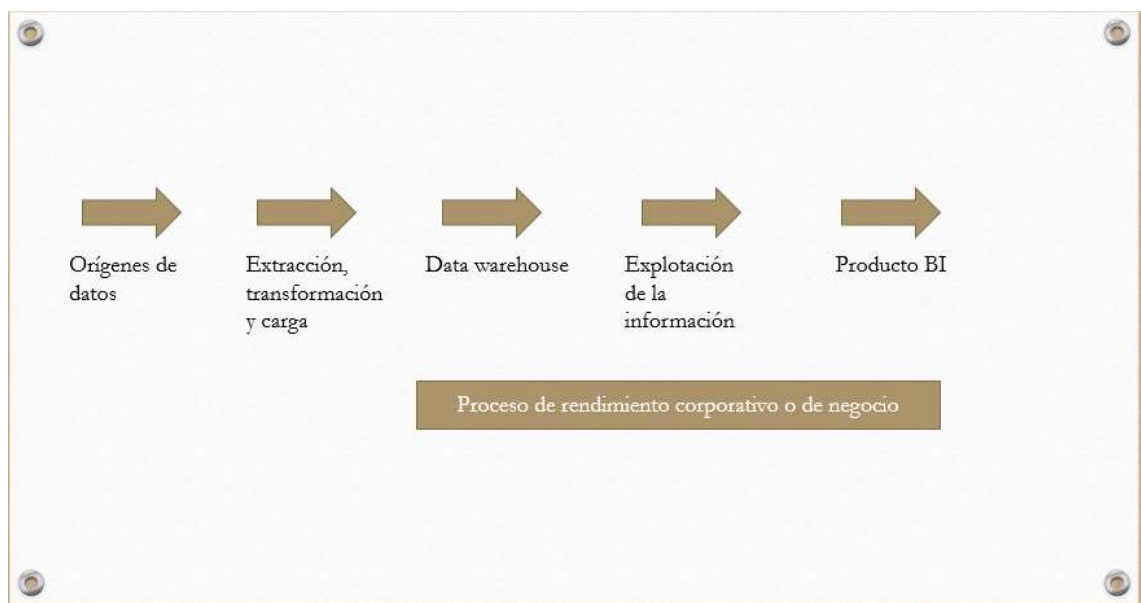 Orígenes de
datos
Extracción,
transformación
y carga
Data warehouse
Explotación
de la
información
Producto BI
Proceso de rendimiento corporativo o de negocio